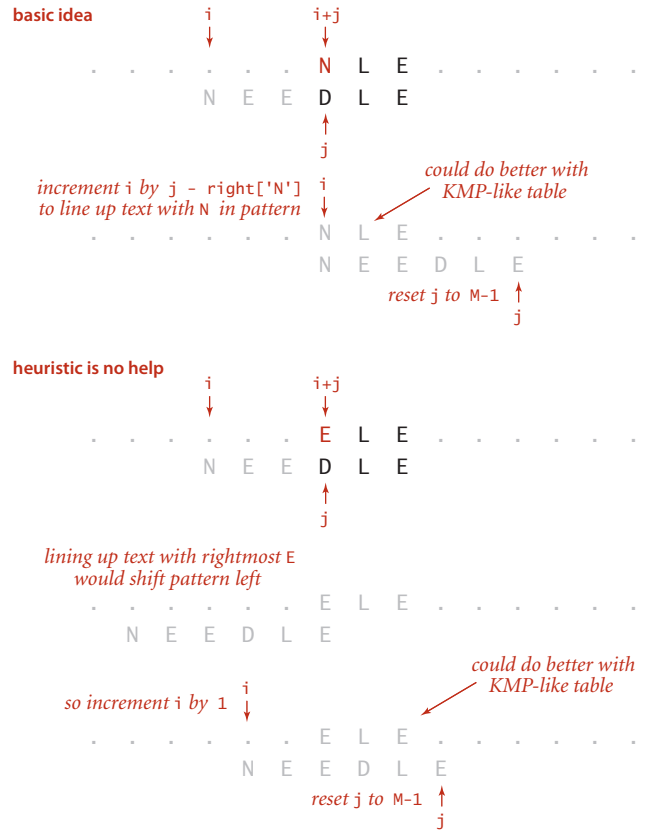 basic idea
i i+j
. . . . . . N L E . . . . . .
N E E D L E
j
could do better with
KMP-like table
increment i by j - right['N']
to line up text with N in pattern
i
. . . . . . N L E . . . . . .
N E E D L E
reset j to M-1
j
heuristic is no help
i i+j
. . . . . . E L E . . . . . .
N E E D L E
j
lining up text with rightmost E
would shift pattern left
. . . . . . E L E . . . . . .
N E E D L E
could do better with
KMP-like table
so increment i by 1
i
. . . . . . E L E . . . . . .
N E E D L E
reset j to M-1
j